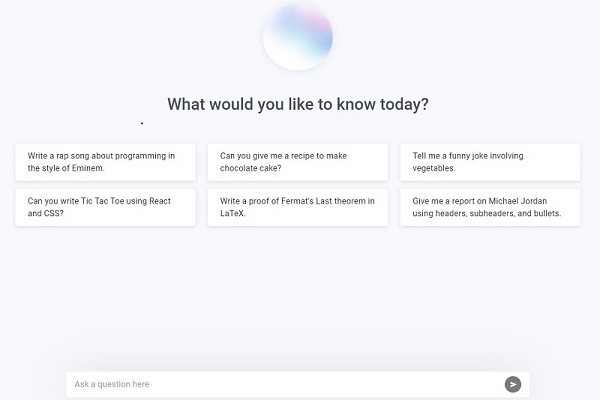 What would you like to know today?
Write a rap song about programming in
the style of Eminem.
Can you give me a recipe to make
chocolate cake?
Tell me a funny joke involving
vegetables.
Can you write Tic Tac Toe using React
and CSS?
Write a proof of Fermat's Last theorem in
LaTeX.
Give me a report on Michael Jordan
using headers, subheaders, and bullets.
Ask a question here